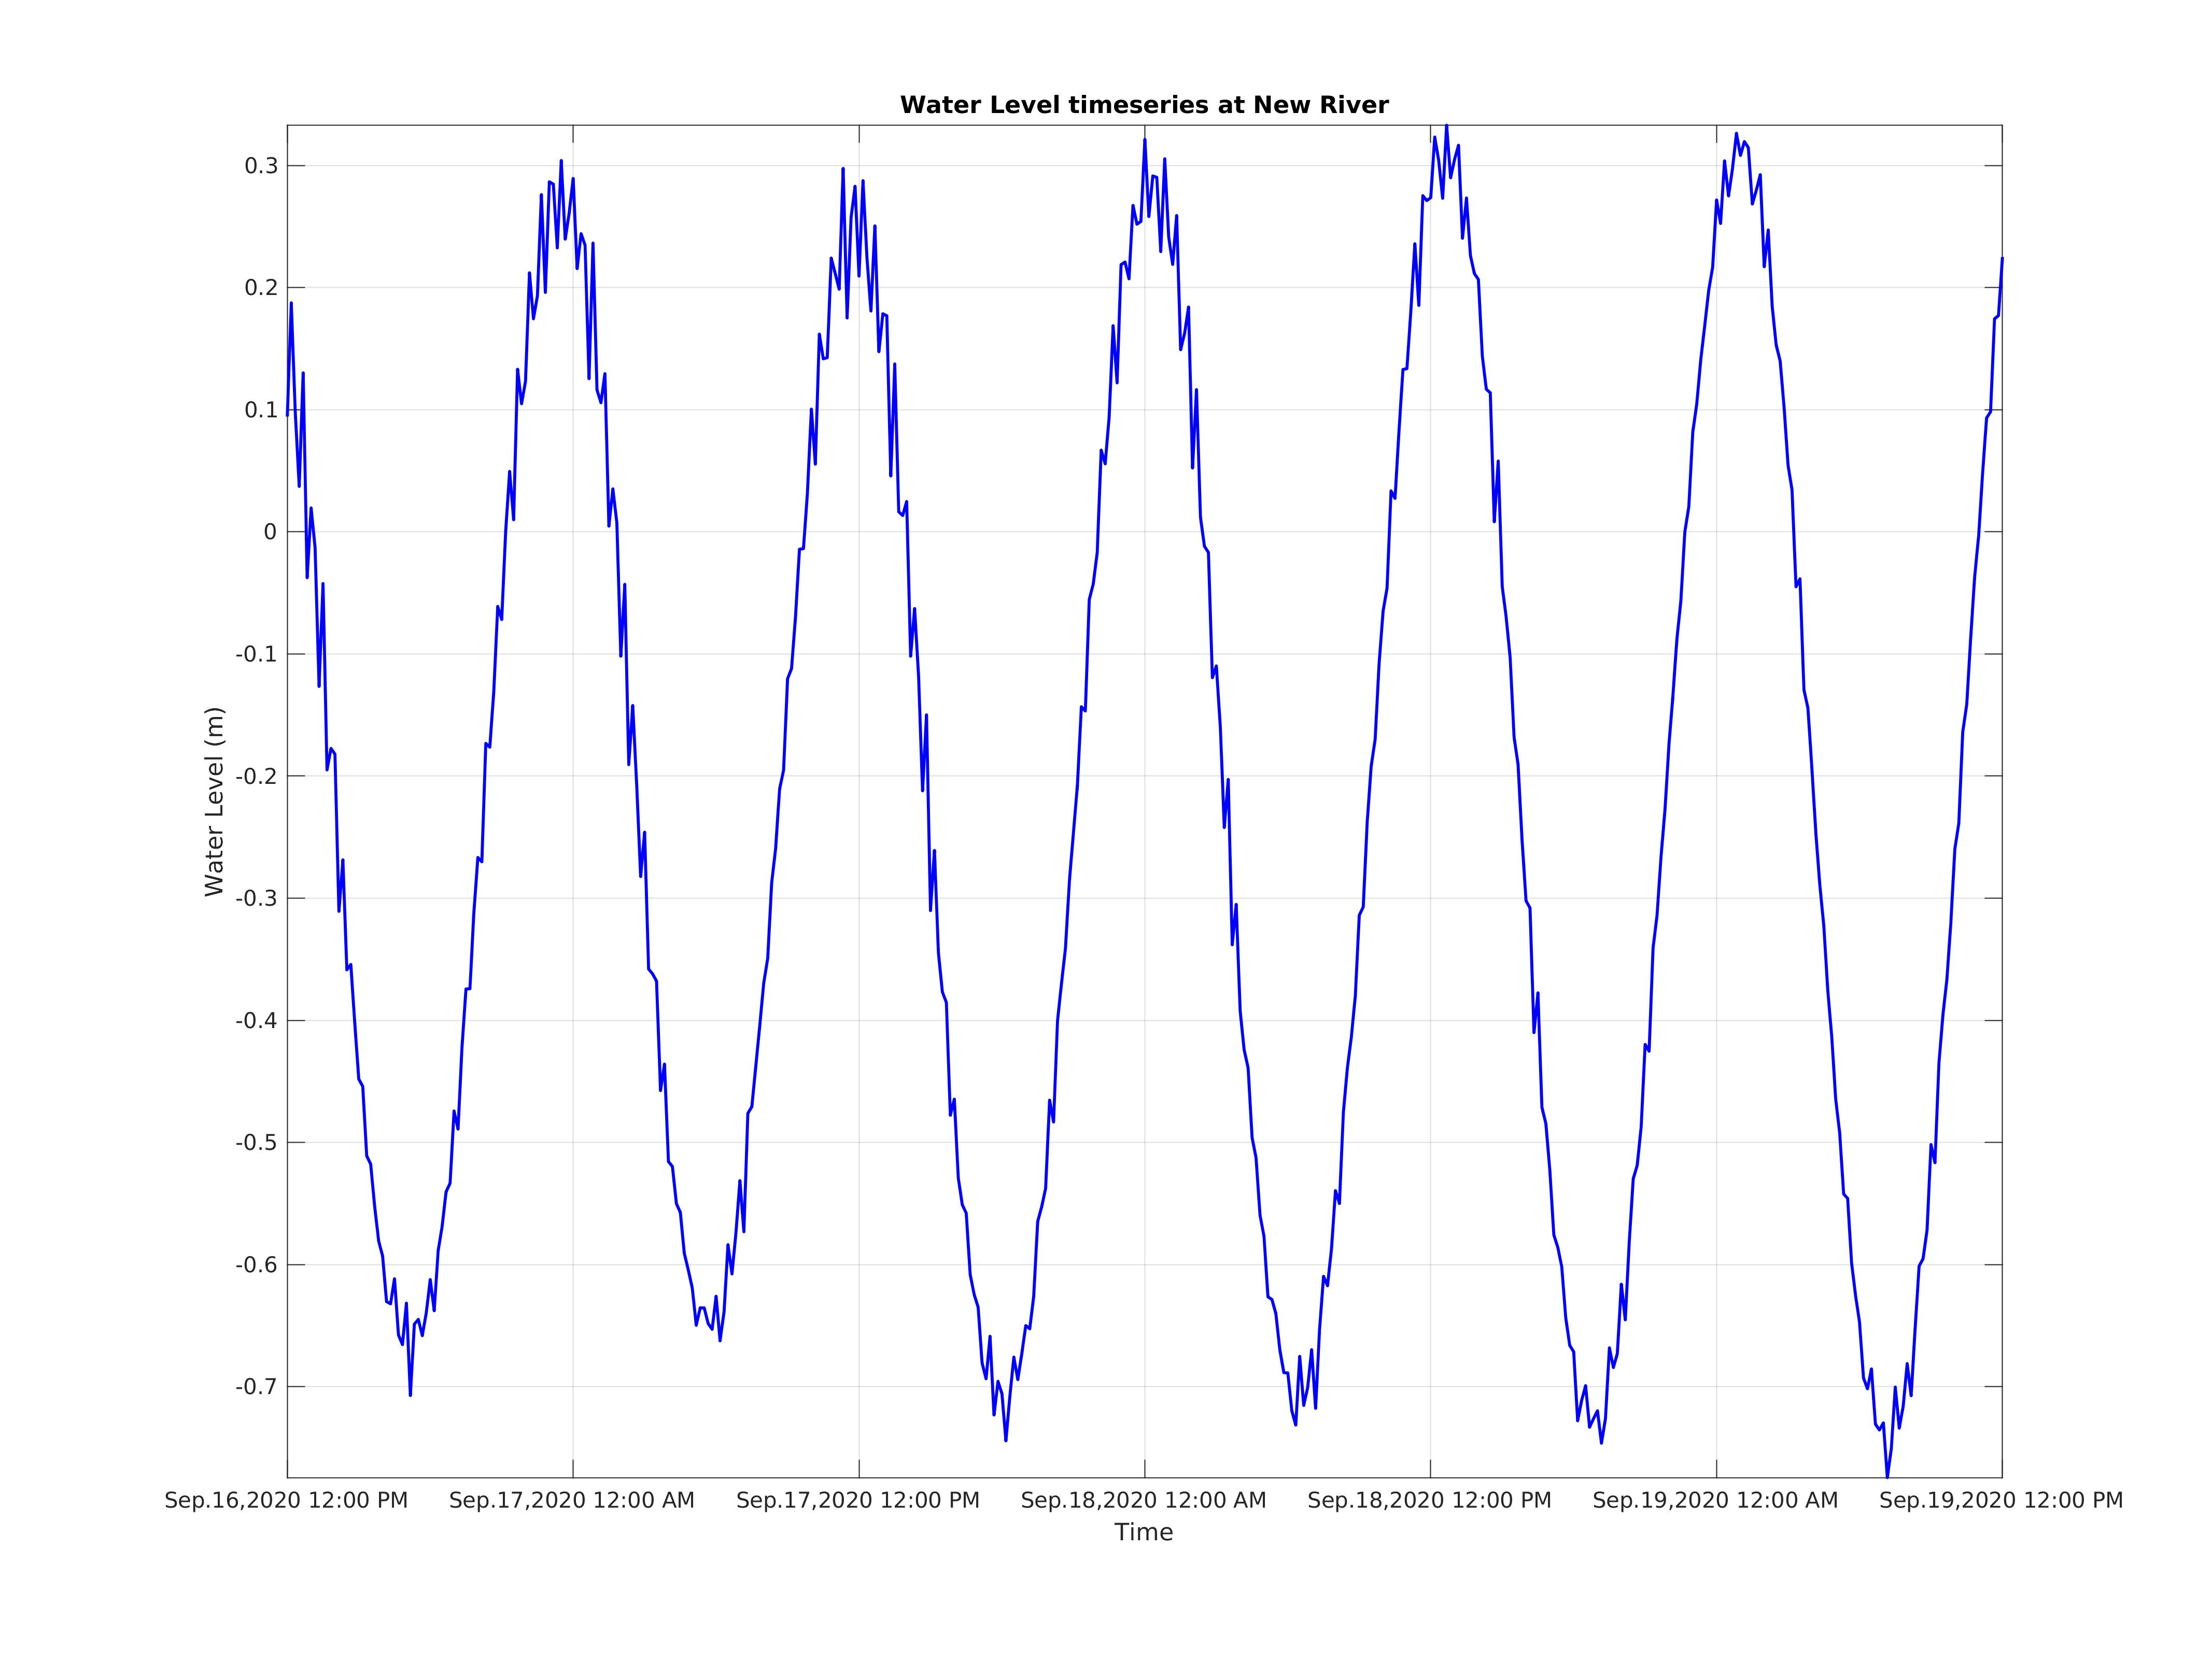 Water Level timeseries at New River
0.3
0.2
0.1
0
-0.1
-0.2
-0.3
-0.4
-0.5
-0.6
-0.7
Water Level (m)
Sep.16,2020 12:00 PM Sep.17,2020 12:00 AM Sep.17,2020 12:00 PM Sep.18,2020 12:00 AM Sep.18,2020 12:00 PM Sep.19,2020 12:00 AM Sep.19,2020 12:00 PM
Time